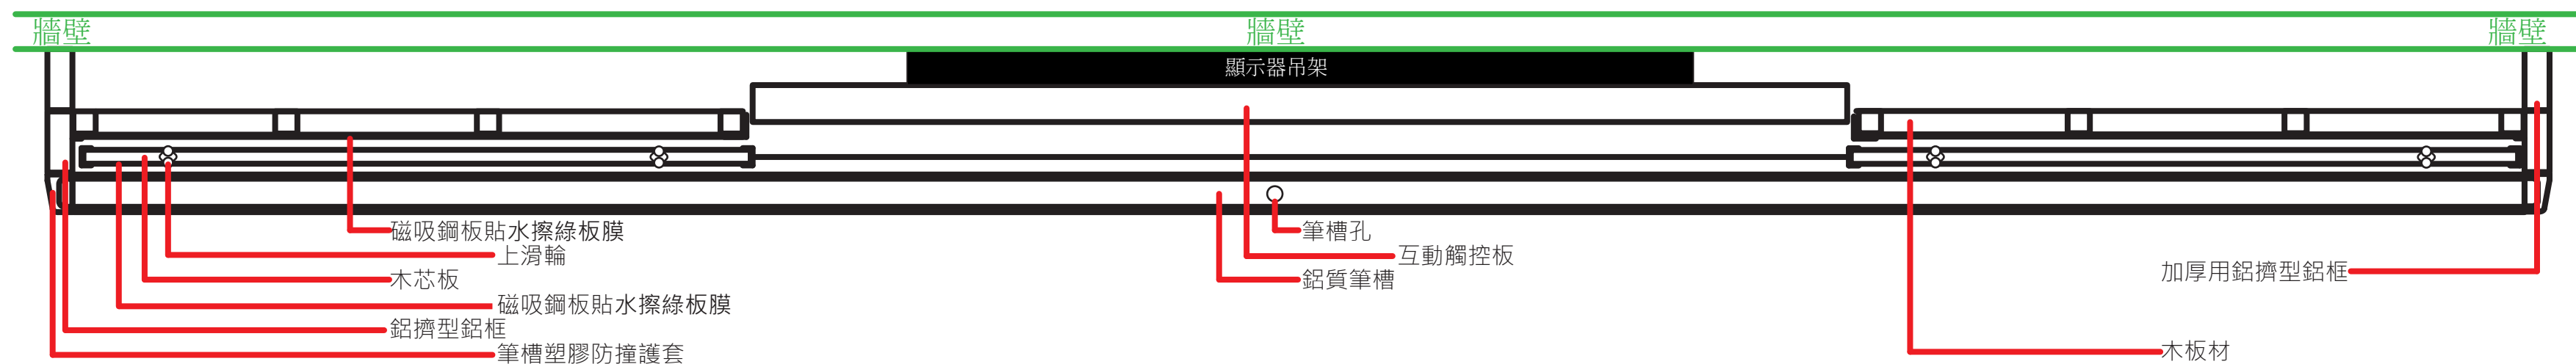 牆壁 牆壁 牆壁
顯示器吊架
磁吸鋼板貼水擦綠板膜
筆槽孔
上滑輪
互動觸控板
木芯板
鋁質筆槽
加厚用鋁擠型鋁框
磁吸鋼板貼水擦綠板膜
鋁擠型鋁框
筆槽塑膠防撞護套
木板材